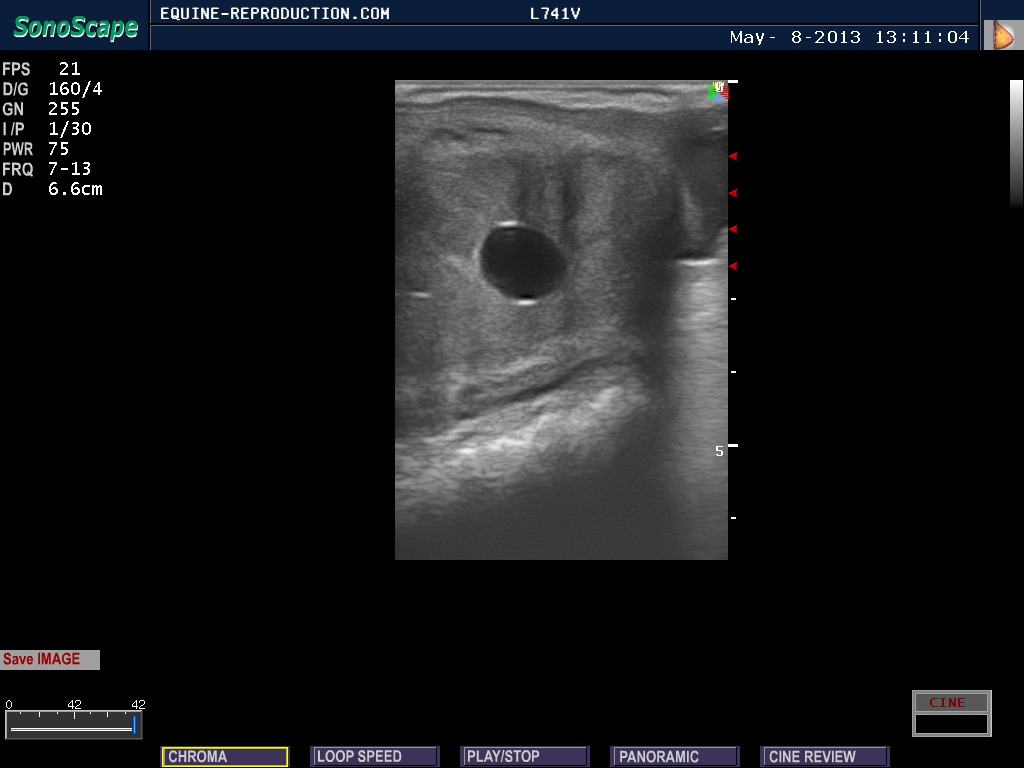 SonoScape
EQUINE-REPRODUCTION.COM L741V
May- 8-2013 13:11:04
FPS 21
D/G 160/4
GN 255
I/P 1/30
PWR 75
FRQ 7-13
D 6.6cm
0
5
Save IMAGE
0 42 42
CINE
CHROMA LOOP SPEED PLAY/STOP PANORAMIC CINE REVIEW